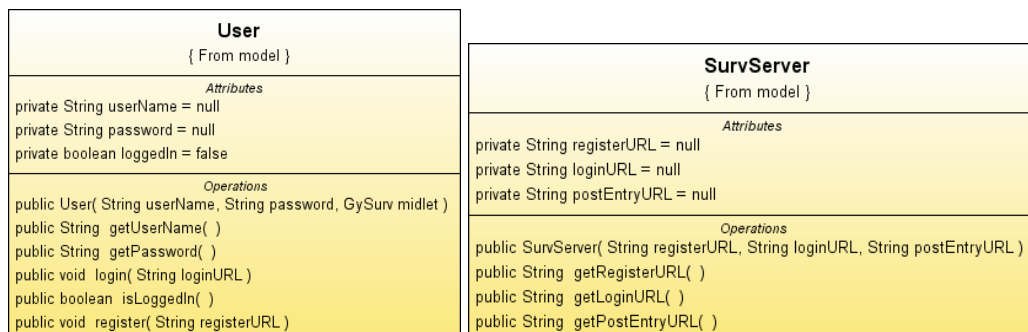 User
{ From model }
Attributes
private String userName = null
private String password = null
private boolean loggedIn = false
Operations
public User( String userName, String password, GySurv midlet )
public String getUserName( )
public String getPassword( )
public void login( String loginURL )
public boolean isLoggedIn( )
public void register( String registerURL )
SurvServer
{ From model }
Attributes
private String registerURL = null
private String loginURL = null
private String postEntryURL = null
Operations
public SurvServer( String registerURL, String loginURL, String postEntryURL )
public String getRegisterURL( )
public String getLoginURL( )
public String getPostEntryURL( )